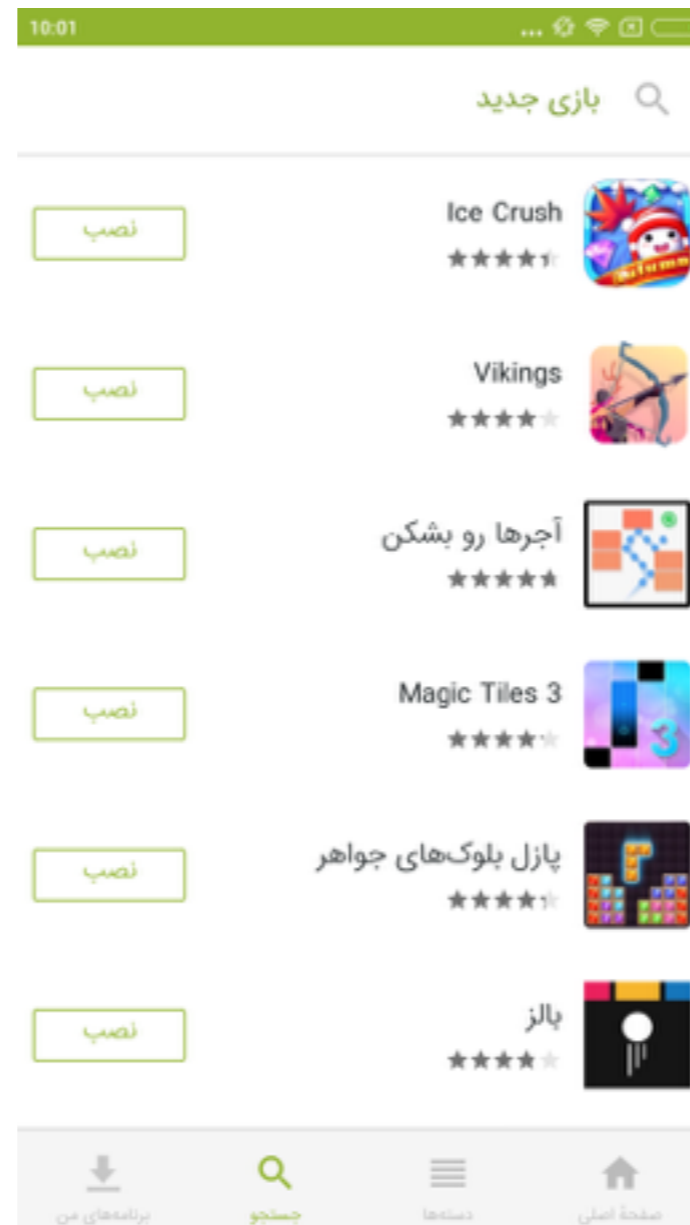 10:01
بازی جدید
Ice Crush
نصب
Vikings
نصب
آجرها رو بشکن
نصب
Magic Tiles 3
نصب
پازل بلوک‌های جواهر
نصب
بالز
نصب
صفحهٔ اصلی
دسته‌ها
جستجو
برنامه‌های من